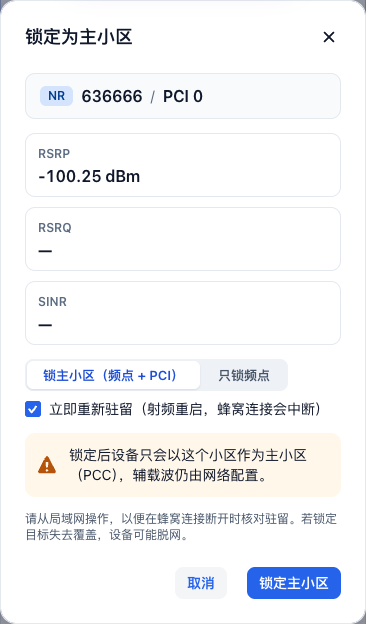 锁定为主小区
NR 636666 / PCI 0
RSRP
-100.25 dBm
RSRQ
—
SINR
—
锁主小区（频点 + PCI） 只锁频点
立即重新驻留（射频重启，蜂窝连接会中断）
锁定后设备只会以这个小区作为主小区
（PCC），辅载波仍由网络配置。
请从局域网操作，以便在蜂窝连接断开时核对驻留。若锁定
目标失去覆盖，设备可能脱网。
取消 锁定主小区